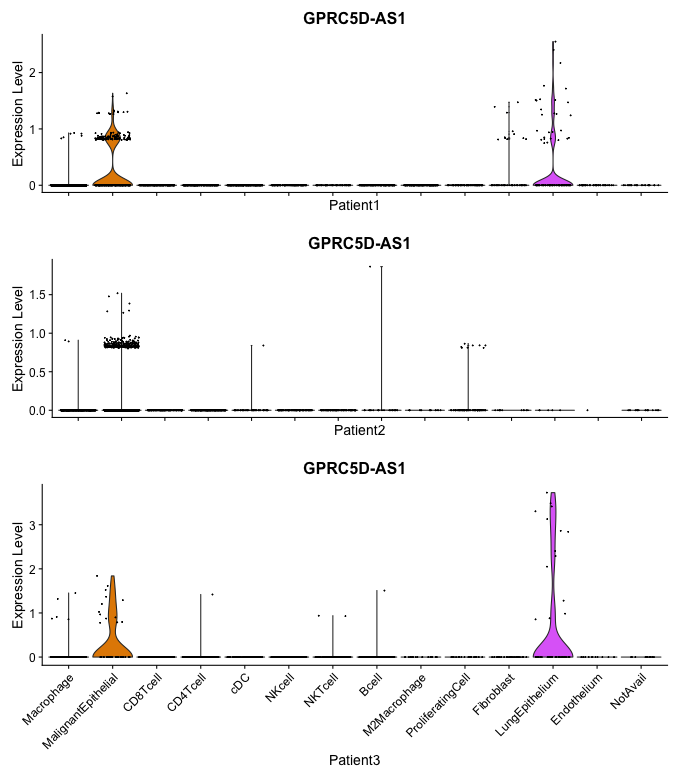 GPRC5D-AS1
Expression Level
2
1
0
Patient1
GPRC5D-AS1
Expression Level
1.5
1.0
0.5
0.0
Patient2
GPRC5D-AS1
Expression Level
3
2
1
0
Macrophage
MalignantEpithelial
CD8Tcell
CD4Tcell
cDC
NKcell
NKTcell
Bcell
M2Macrophage
ProliferatingCell
Fibroblast
LungEpithelium
Endothelium
NotAvail
Patient3